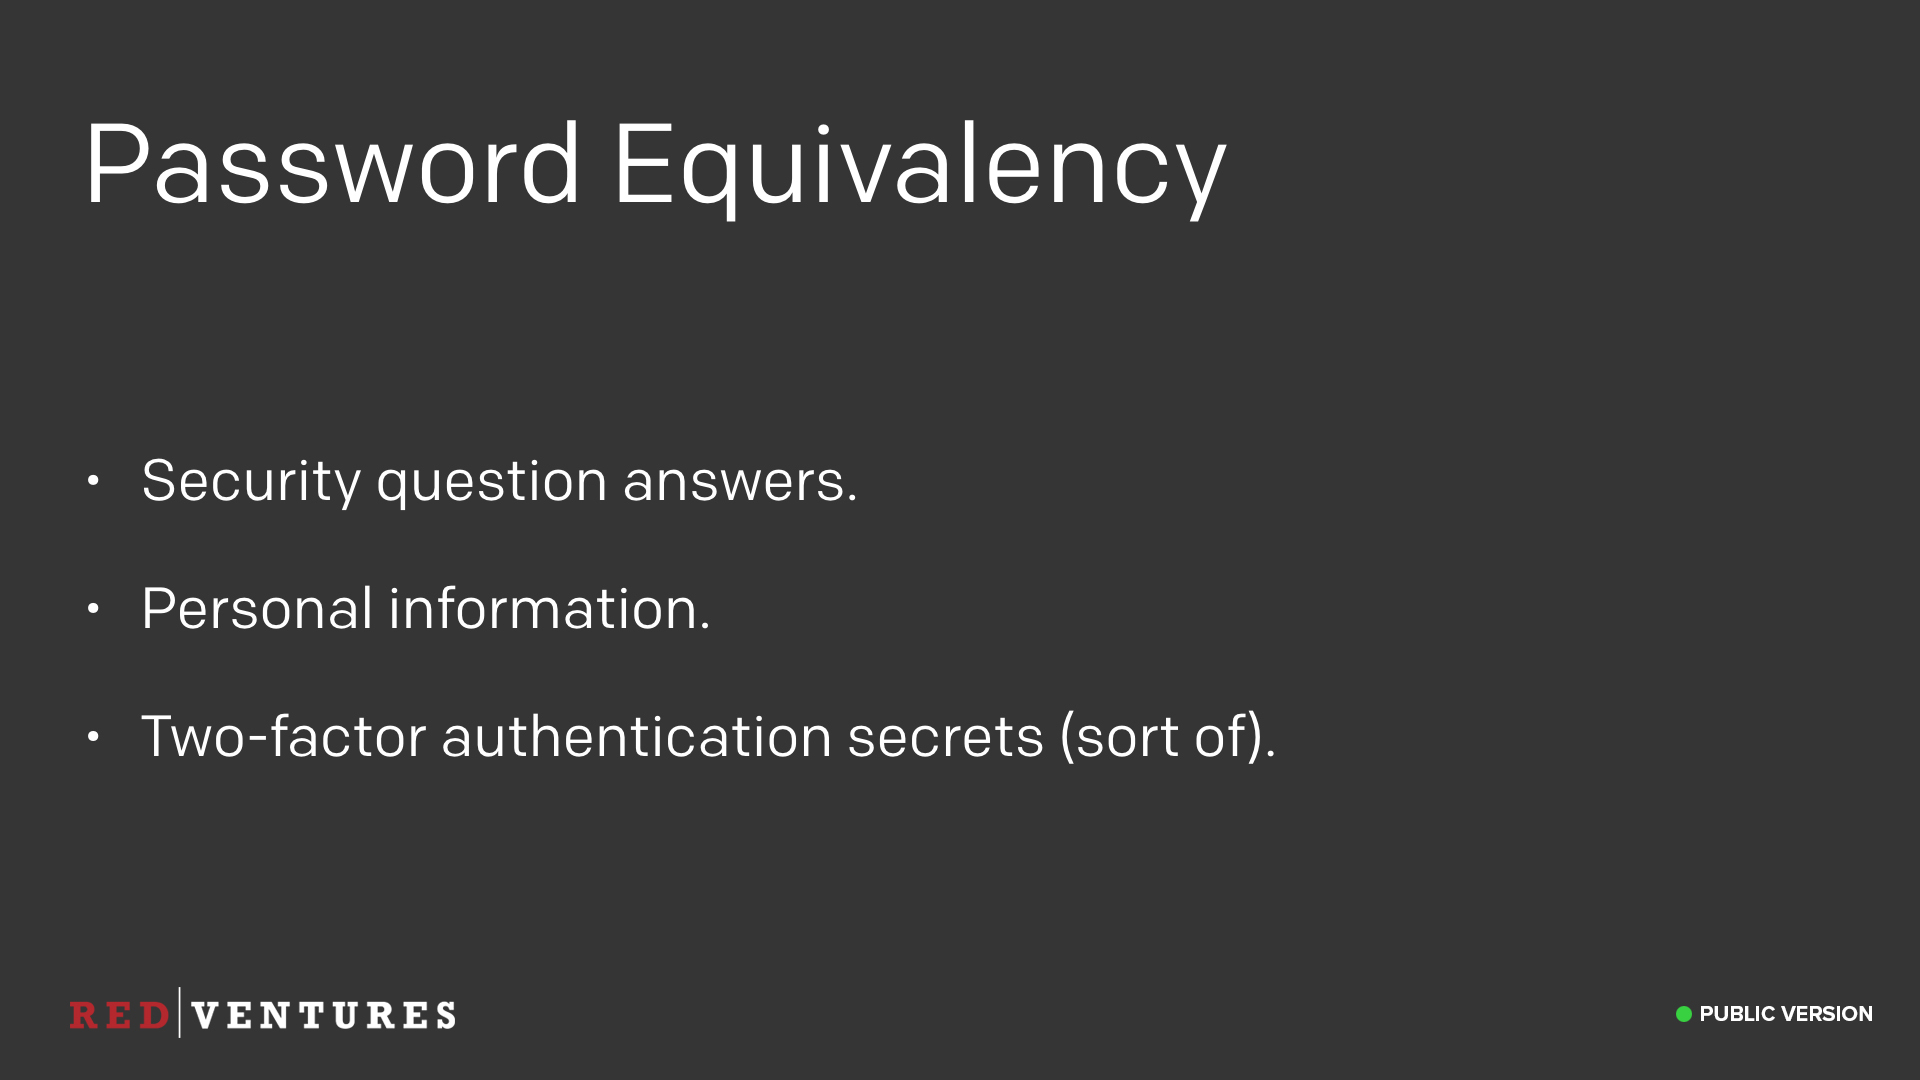 Password Equivalency
• Security question answers.
• Personal information.
• Two-factor authentication secrets (sort of).
RED|VENTURES
PUBLIC VERSION